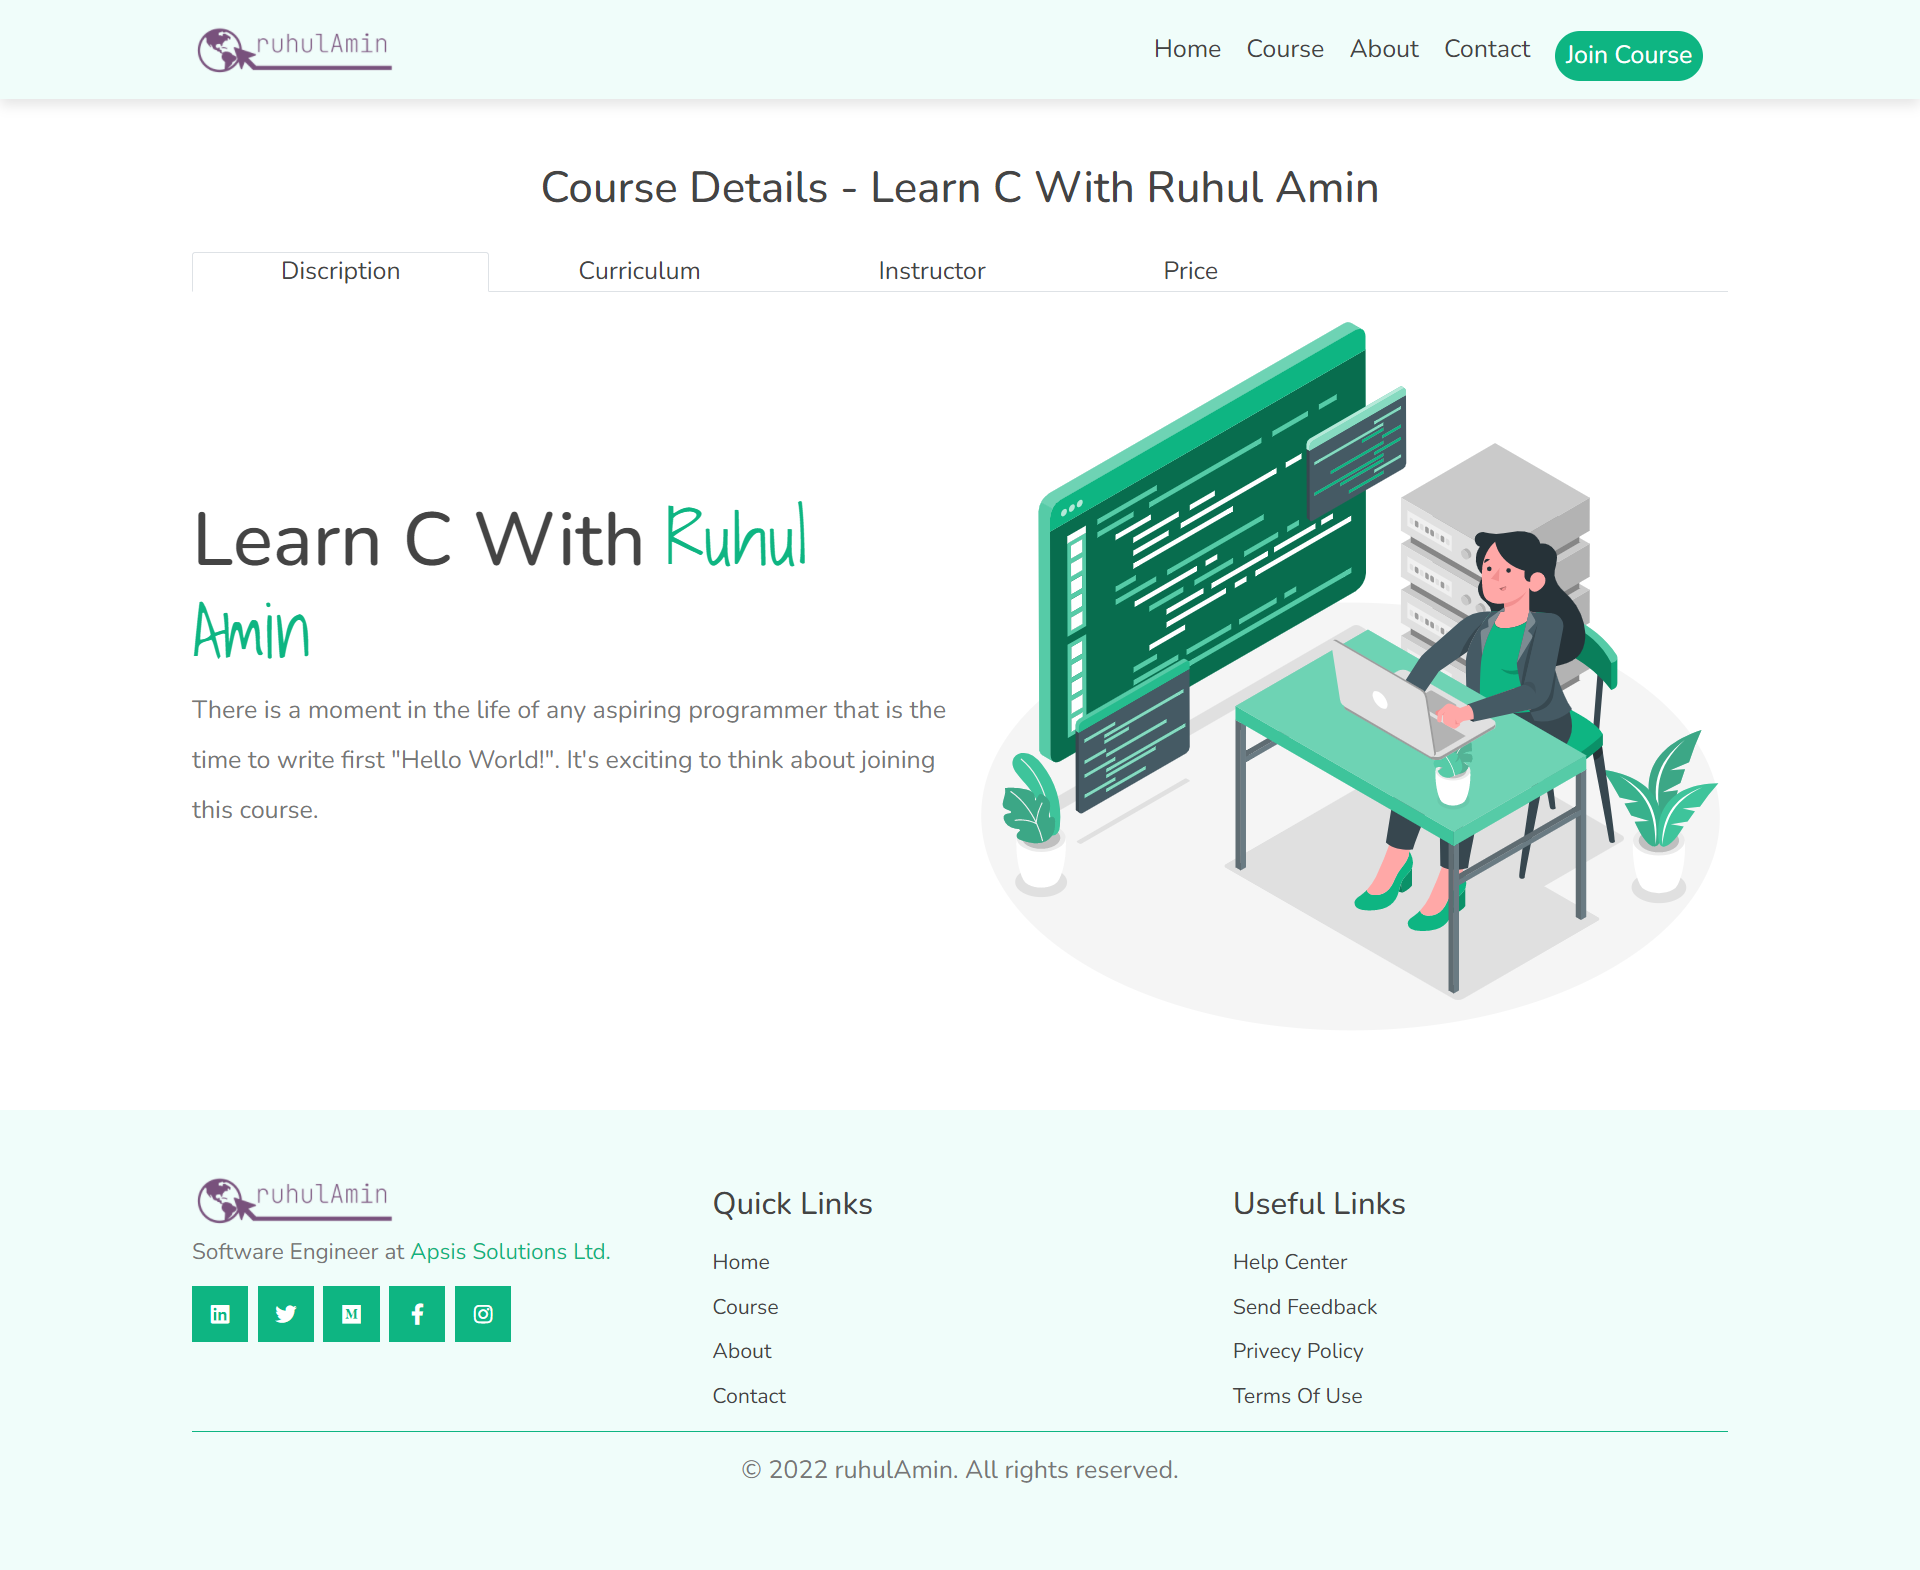 ruhulAmin
Home Course About Contact Join Course
Course Details - Learn C With Ruhul Amin
Discription Curriculum Instructor Price
Learn C With Ruhul
Amin
There is a moment in the life of any aspiring programmer that is the
time to write first "Hello World!". It's exciting to think about joining
this course.
ruhulAmin
Software Engineer at Apsis Solutions Ltd.
Quick Links
Home
Course
About
Contact
Useful Links
Help Center
Send Feedback
Privecy Policy
Terms Of Use
© 2022 ruhulAmin. All rights reserved.